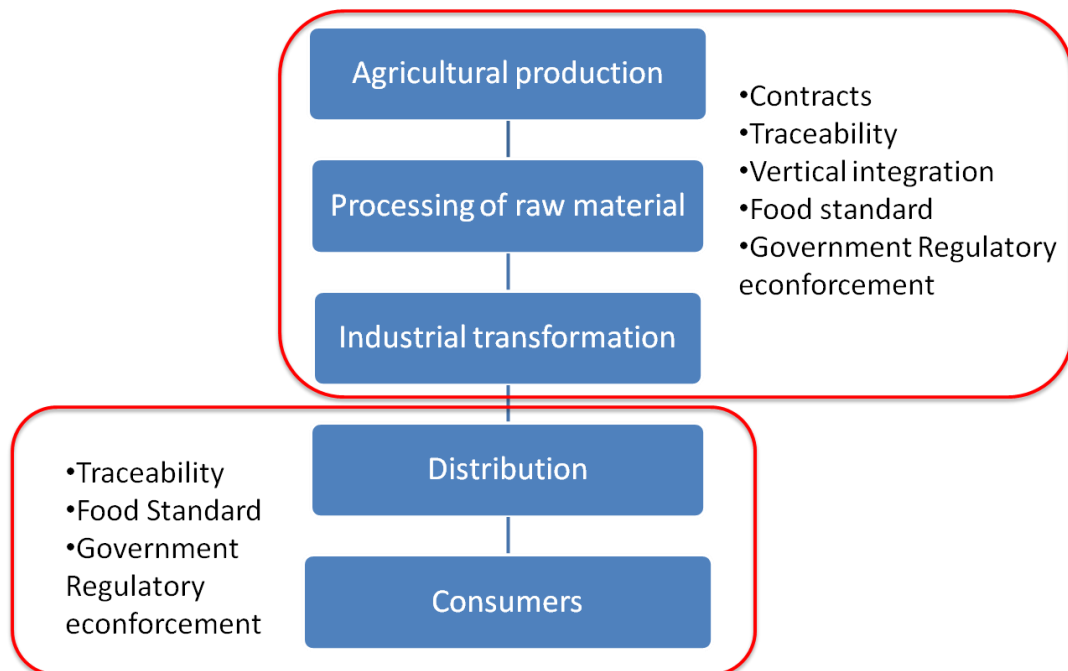 Agricultural production
Processing of raw material
Industrial transformation
•Contracts
•Traceability
•Vertical integration
•Food standard
•Government Regulatory
econforcement
Distribution
Consumers
•Traceability
•Food Standard
•Government
Regulatory
econforcement